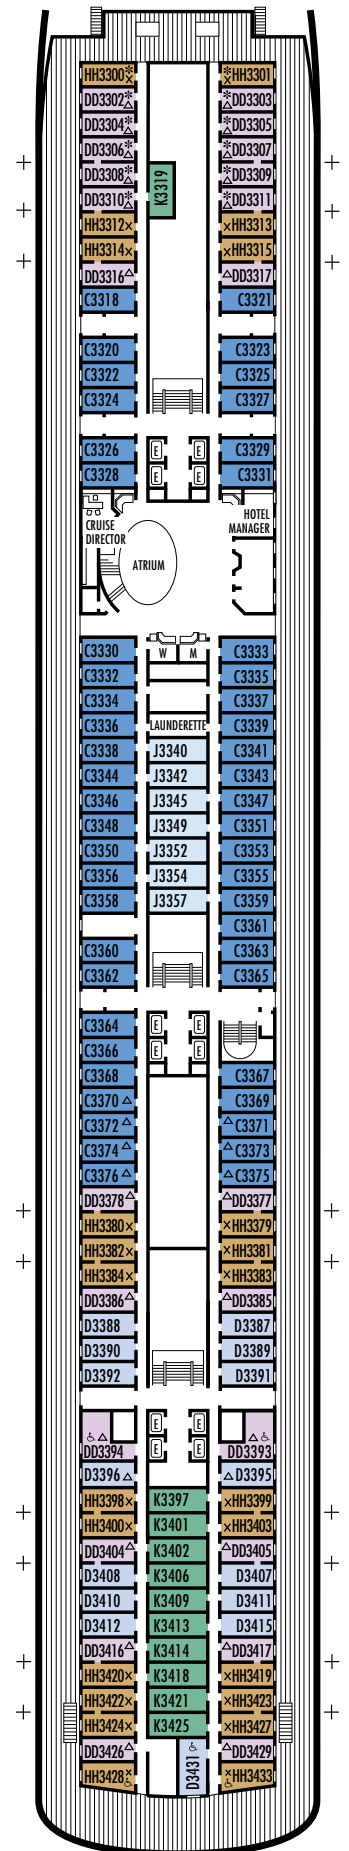 HH3300 HH3301
DD3302 DD3303
DD3304 DD3305
DD3306 DD3307
DD3308 K3319 DD3309
DD3310 DD3311
HH3312 HH3313
HH3314 HH3315
DD3316 DD3317
C3318 C3321
C3320 C3323
C3322 C3325
C3324 C3327
C3326 E E C3329
C3328 E E C3331
CRUISE DIRECTOR
HOTEL MANAGER
ATRIUM
C3330 W M C3333
C3332 C3335
C3334 C3337
C3336 LAUNDERETTE C3339
C3338 J3340 C3341
C3344 J3342 C3343
C3346 J3345 C3347
C3348 J3349 C3351
C3350 J3352 C3353
C3356 J3354 C3355
C3358 J3357 C3359
C3361
C3360 C3363
C3362 C3365
C3364 E E
C3366 E E
C3368 C3367
C3370 C3369
C3372 C3371
C3374 C3373
C3376 C3375
DD3378 DD3377
HH3380 HH3379
HH3382 HH3381
HH3384 HH3383
DD3386 DD3385
D3388 D3387
D3390 D3389
D3392 D3391
E E
DD3394 E E DD3393
D3396 D3395
HH3398 K3397 HH3399
HH3400 K3401 HH3403
DD3404 K3402 DD3405
D3408 K3406 D3407
D3410 K3409 D3411
D3412 K3413 D3415
DD3416 K3414 DD3417
HH3420 K3418 HH3419
HH3422 K3421 HH3423
HH3424 K3425 HH3427
DD3426 D3431 DD3429
HH3428 HH3433